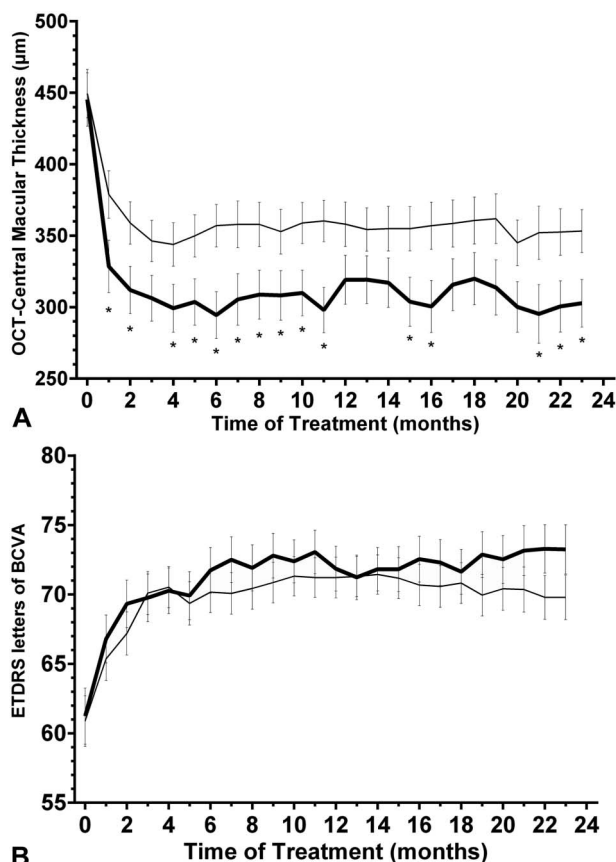 500
450
400
350
300
250
OCT-Central Macular Thickness (µm)
* * * * * * * * * * * * * * * *
0 2 4 6 8 10 12 14 16 18 20 22 24
A
Time of Treatment (months)
80
75
70
65
60
55
ETDRS letters of BCVA
0 2 4 6 8 10 12 14 16 18 20 22 24
B
Time of Treatment (months)